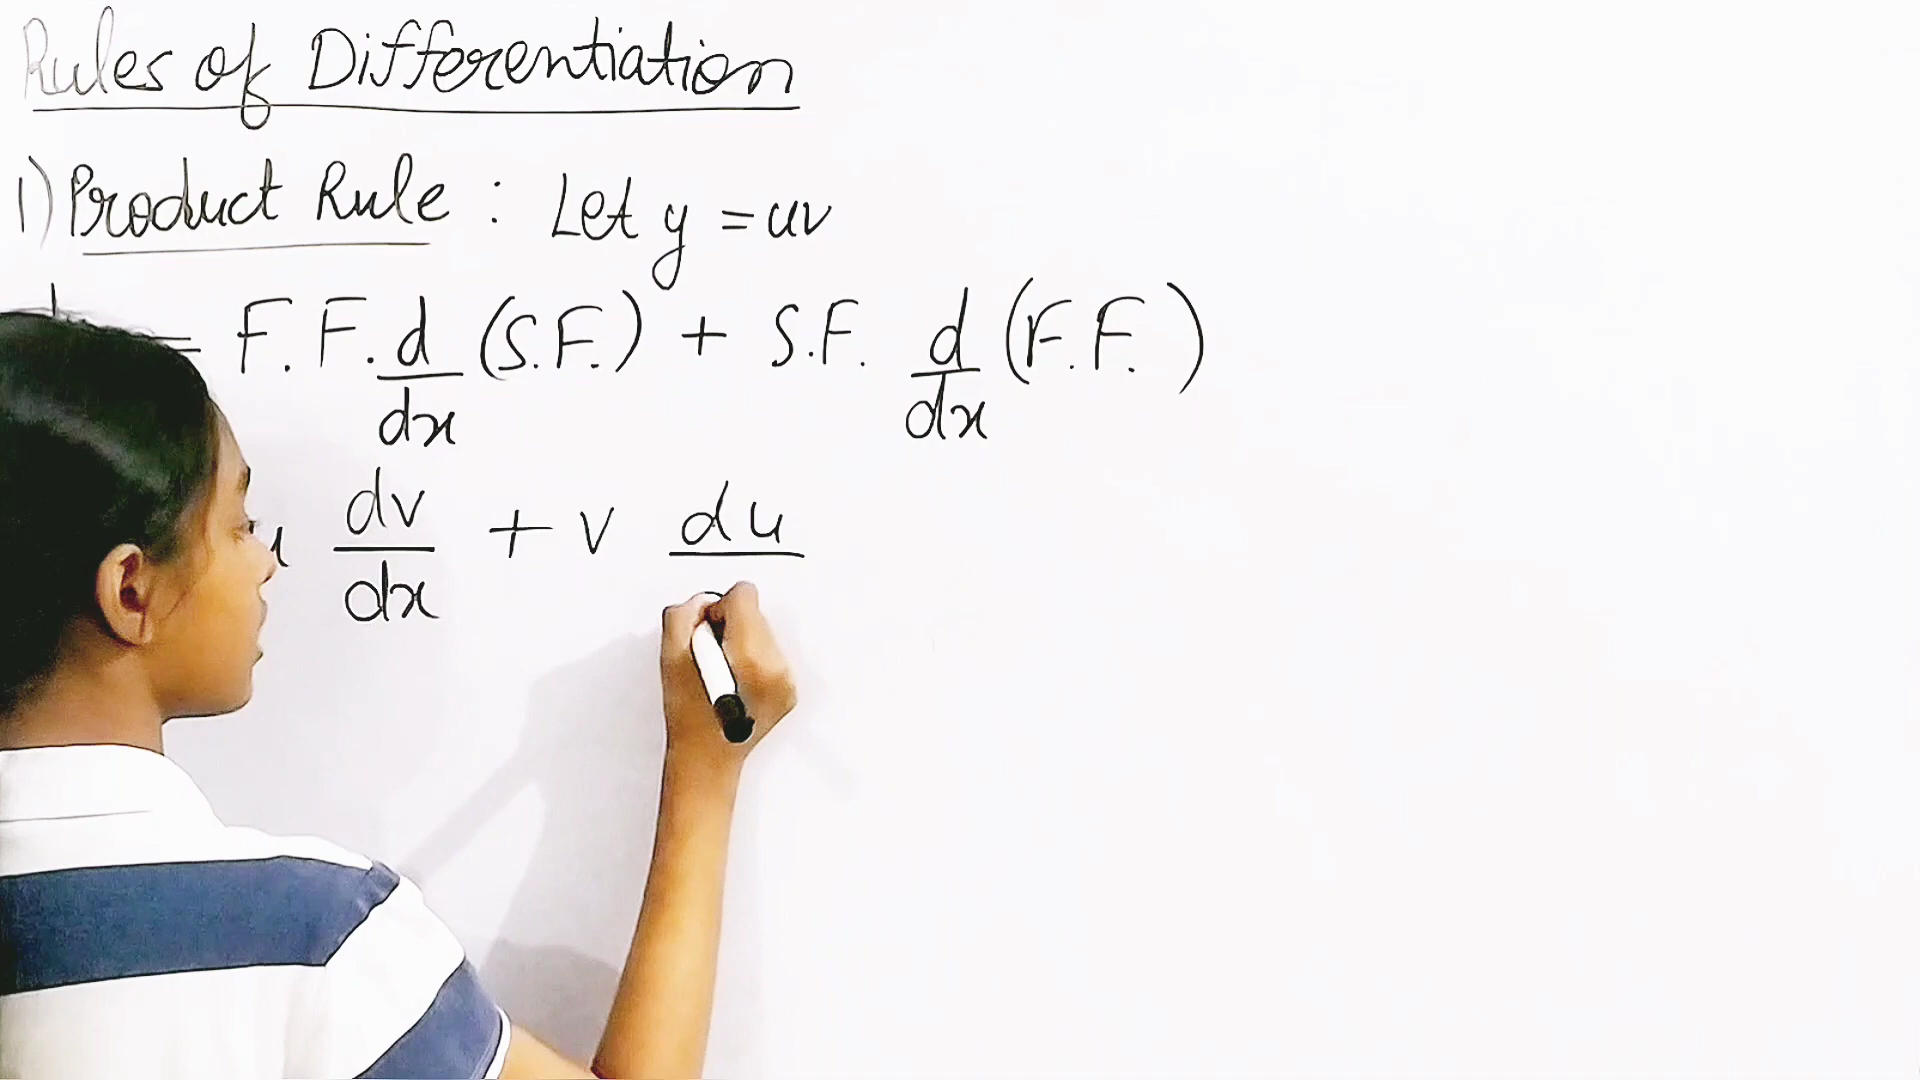 Rules of Differentiation
1) Product Rule : Let y = uv
= F.F. d/dx (S.F.) + S.F. d/dx (F.F.)
dv/dx + v du